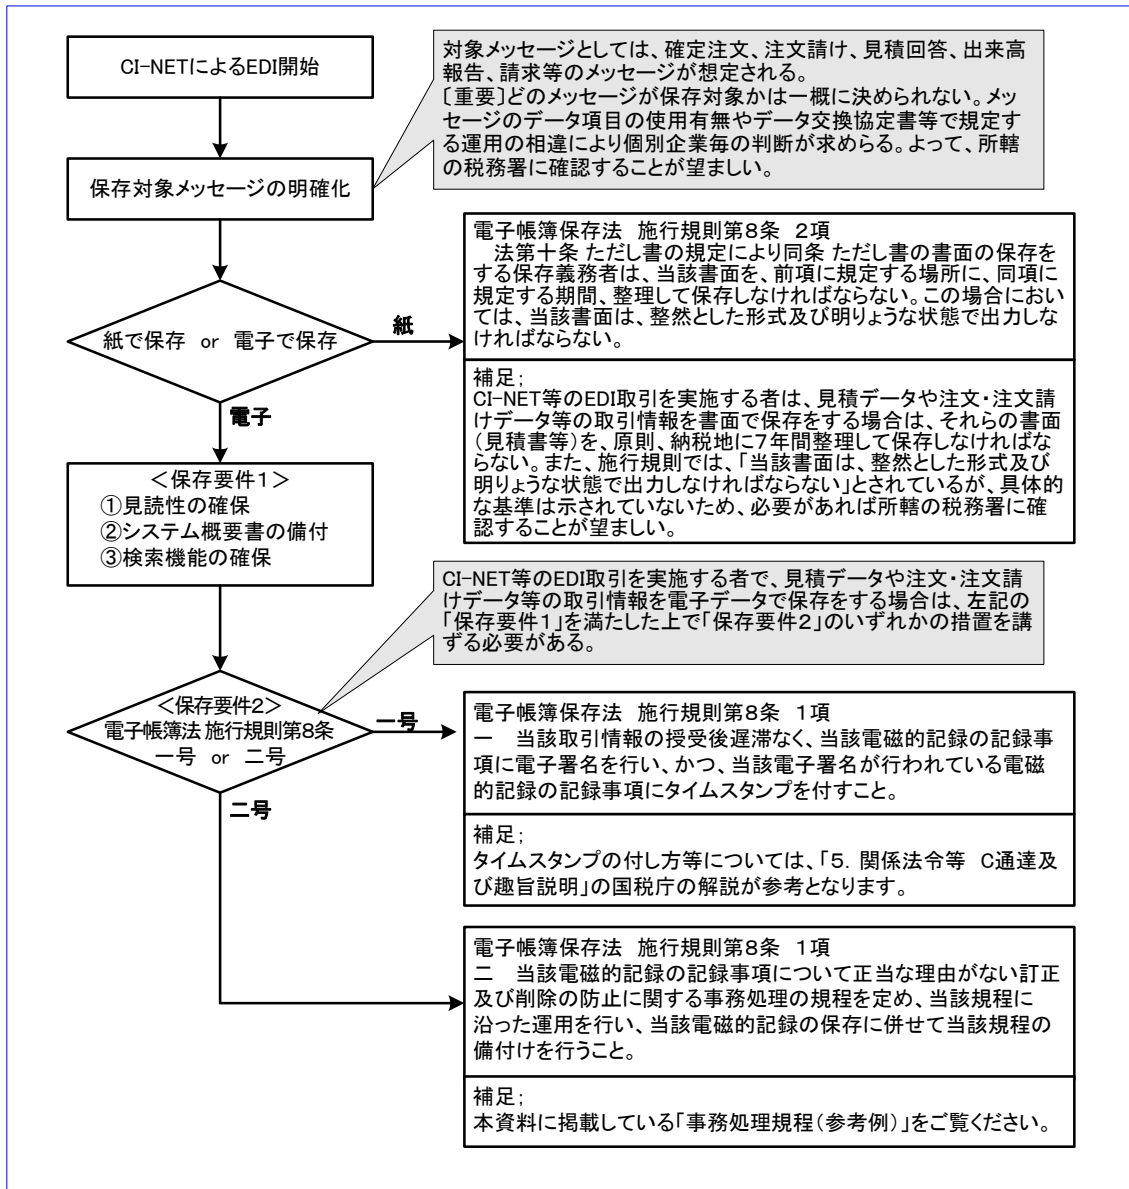 CI-NETによるEDI開始
対象メッセージとしては、確定注文、注文請け、見積回答、出来高
報告、請求等のメッセージが想定される。
〔重要〕どのメッセージが保存対象かは一概に決められない。メッ
セージのデータ項目の使用有無やデータ交換協定書等で規定す
る運用の相違により個別企業毎の判断が求めらる。よって、所轄
の税務署に確認することが望ましい。
保存対象メッセージの明確化
紙で保存 or 電子で保存
紙
電子帳簿保存法 施行規則第8条 2項
法第十条 ただし書の規定により同条 ただし書の書面の保存を
する保存義務者は、当該書面を、前項に規定する場所に、同項に
規定する期間、整理して保存しなければならない。この場合におい
ては、当該書面は、整然とした形式及び明りょうな状態で出力しな
ければならない。
補足;
CI-NET等のEDI取引を実施する者は、見積データや注文・注文請
けデータ等の取引情報を書面で保存をする場合は、それらの書面
(見積書等)を、原則、納税地に7年間整理して保存しなければな
らない。また、施行規則では、「当該書面は、整然とした形式及び
明りょうな状態で出力しなければならない」とされているが、具体的
な基準は示されていないため、必要があれば所轄の税務署に確
認することが望ましい。
電子
<保存要件1>
①見読性の確保
②システム概要書の備付
③検索機能の確保
CI-NET等のEDI取引を実施する者で、見積データや注文・注文請
けデータ等の取引情報を電子データで保存をする場合は、左記の
「保存要件1」を満たした上で「保存要件2」のいずれかの措置を講
ずる必要がある。
<保存要件2>
電子帳簿法 施行規則第8条
一号 or 二号
一号
電子帳簿保存法 施行規則第8条 1項
一 当該取引情報の授受後遅滞なく、当該電磁的記録の記録事
項に電子署名を行い、かつ、当該電子署名が行われている電磁
的記録の記録事項にタイムスタンプを付すこと。
補足;
タイムスタンプの付し方等については、「5. 関係法令等 C通達及
び趣旨説明」の国税庁の解説が参考となります。
二号
電子帳簿保存法 施行規則第8条 1項
二 当該電磁的記録の記録事項について正当な理由がない訂正
及び削除の防止に関する事務処理の規程を定め、当該規程に
沿った運用を行い、当該電磁的記録の保存に併せて当該規程の
備付けを行うこと。
補足;
本資料に掲載している「事務処理規程(参考例)」をご覧ください。